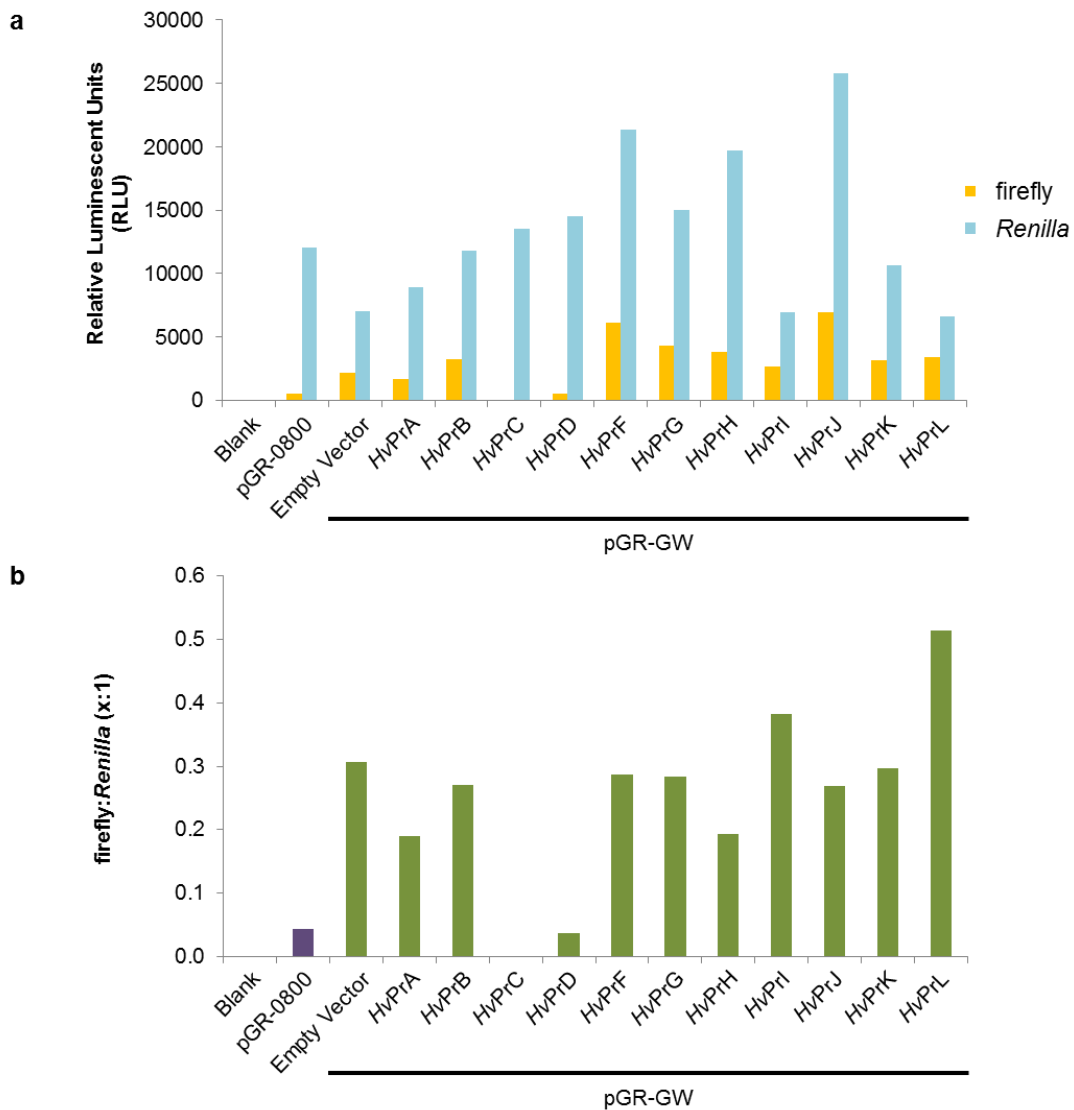 a
Relative Luminescent Units
(RLU)
30000
25000
20000
15000
10000
5000
0
firefly
Renilla
Blank
pGR-0800
Empty Vector
HvPrA
HvPrB
HvPrC
HvPrD
HvPrF
HvPrG
HvPrH
HvPrI
HvPrJ
HvPrK
HvPrL
pGR-GW
b
firefly:Renilla (x:1)
0.6
0.5
0.4
0.3
0.2
0.1
0.0
Blank
pGR-0800
Empty Vector
HvPrA
HvPrB
HvPrC
HvPrD
HvPrF
HvPrG
HvPrH
HvPrI
HvPrJ
HvPrK
HvPrL
pGR-GW